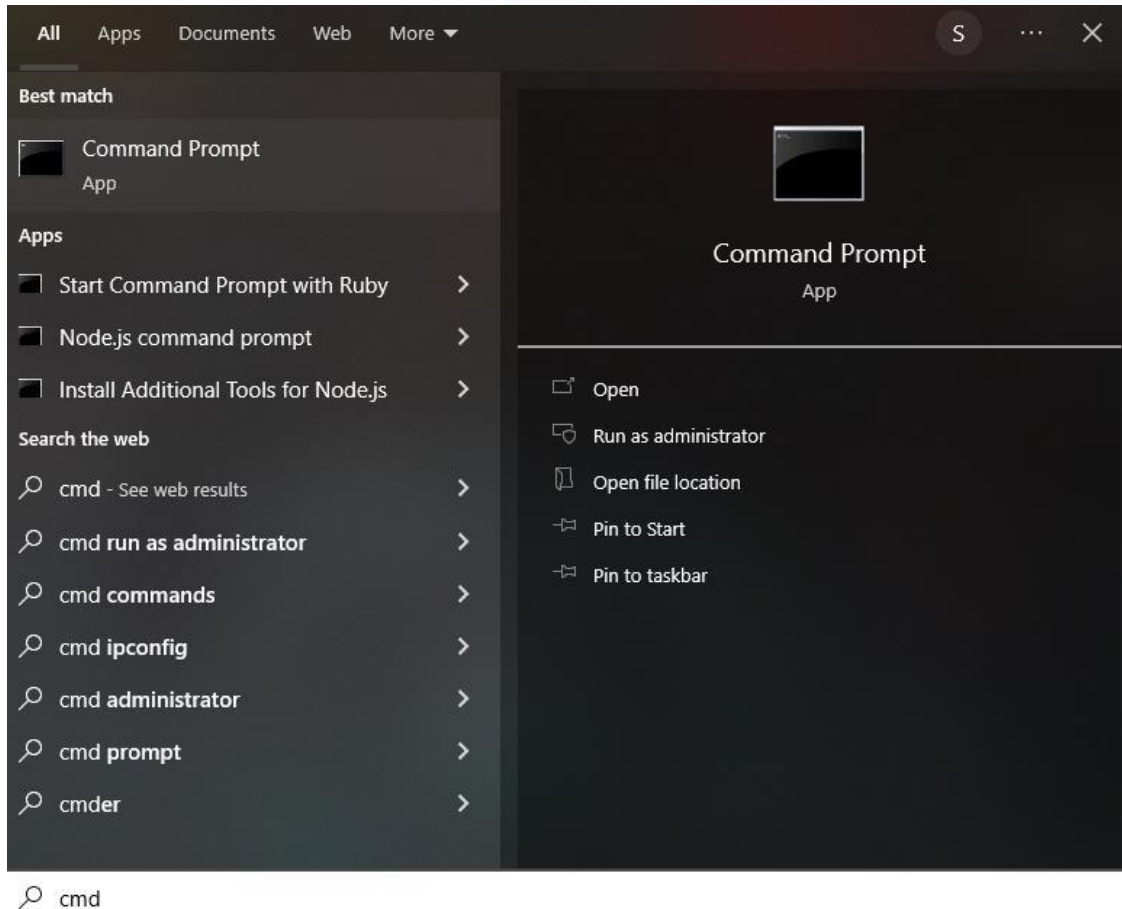 All Apps Documents Web More
S ... 
Best match
Command Prompt
App
Apps
Start Command Prompt with Ruby
Node.js command prompt
Install Additional Tools for Node.js
Search the web
cmd - See web results
cmd run as administrator
cmd commands
cmd ipconfig
cmd administrator
cmd prompt
cmder
Command Prompt
App
Open
Run as administrator
Open file location
Pin to Start
Pin to taskbar
cmd